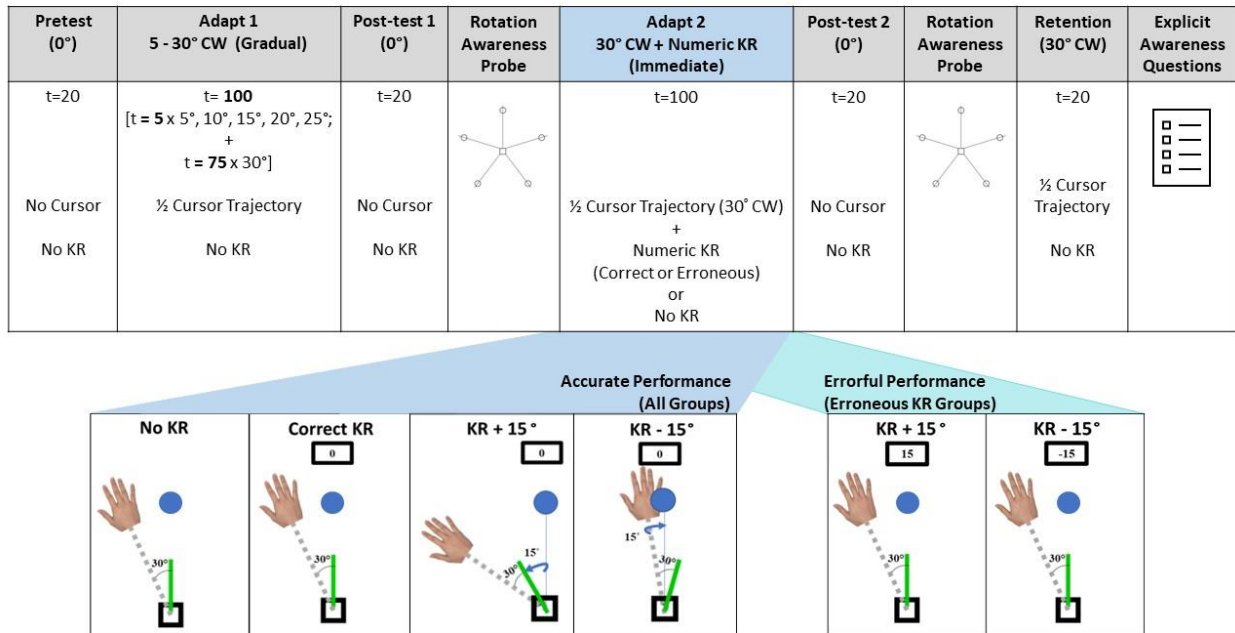 Pretest
(0°)
Adapt 1
5 - 30° CW (Gradual)
Post-test 1
(0°)
Rotation
Awareness
Probe
Adapt 2
30° CW + Numeric KR
(Immediate)
Post-test 2
(0°)
Rotation
Awareness
Probe
Retention
(30° CW)
Explicit
Awareness
Questions
t=20
No Cursor
No KR
t= 100
[t = 5 x 5°, 10°, 15°, 20°, 25°;
+
t = 75 x 30°]
½ Cursor Trajectory
No KR
t=20
No Cursor
No KR
t=100
½ Cursor Trajectory (30° CW)
+
Numeric KR
(Correct or Erroneous)
or
No KR
t=20
No Cursor
No KR
t=20
½ Cursor
Trajectory
No KR
Accurate Performance
(All Groups)
Errorful Performance
(Erroneous KR Groups)
No KR
30°
Correct KR
0
30°
KR + 15 °
0
15°
30°
KR - 15°
0
15°
30°
KR + 15°
15
30°
KR - 15°
-15
30°